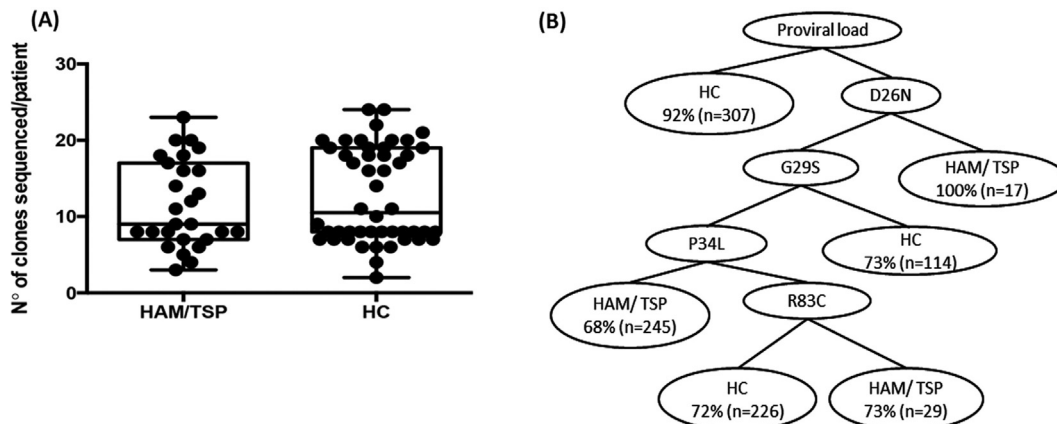 (A)
N° of clones sequenced/patient
30
20
10
0
HAM/TSP
HC
(B)
Proviral load
HC
92% (n=307)
D26N
G29S
HAM/ TSP
100% (n=17)
P34L
HC
73% (n=114)
HAM/ TSP
68% (n=245)
R83C
HC
72% (n=226)
HAM/ TSP
73% (n=29)